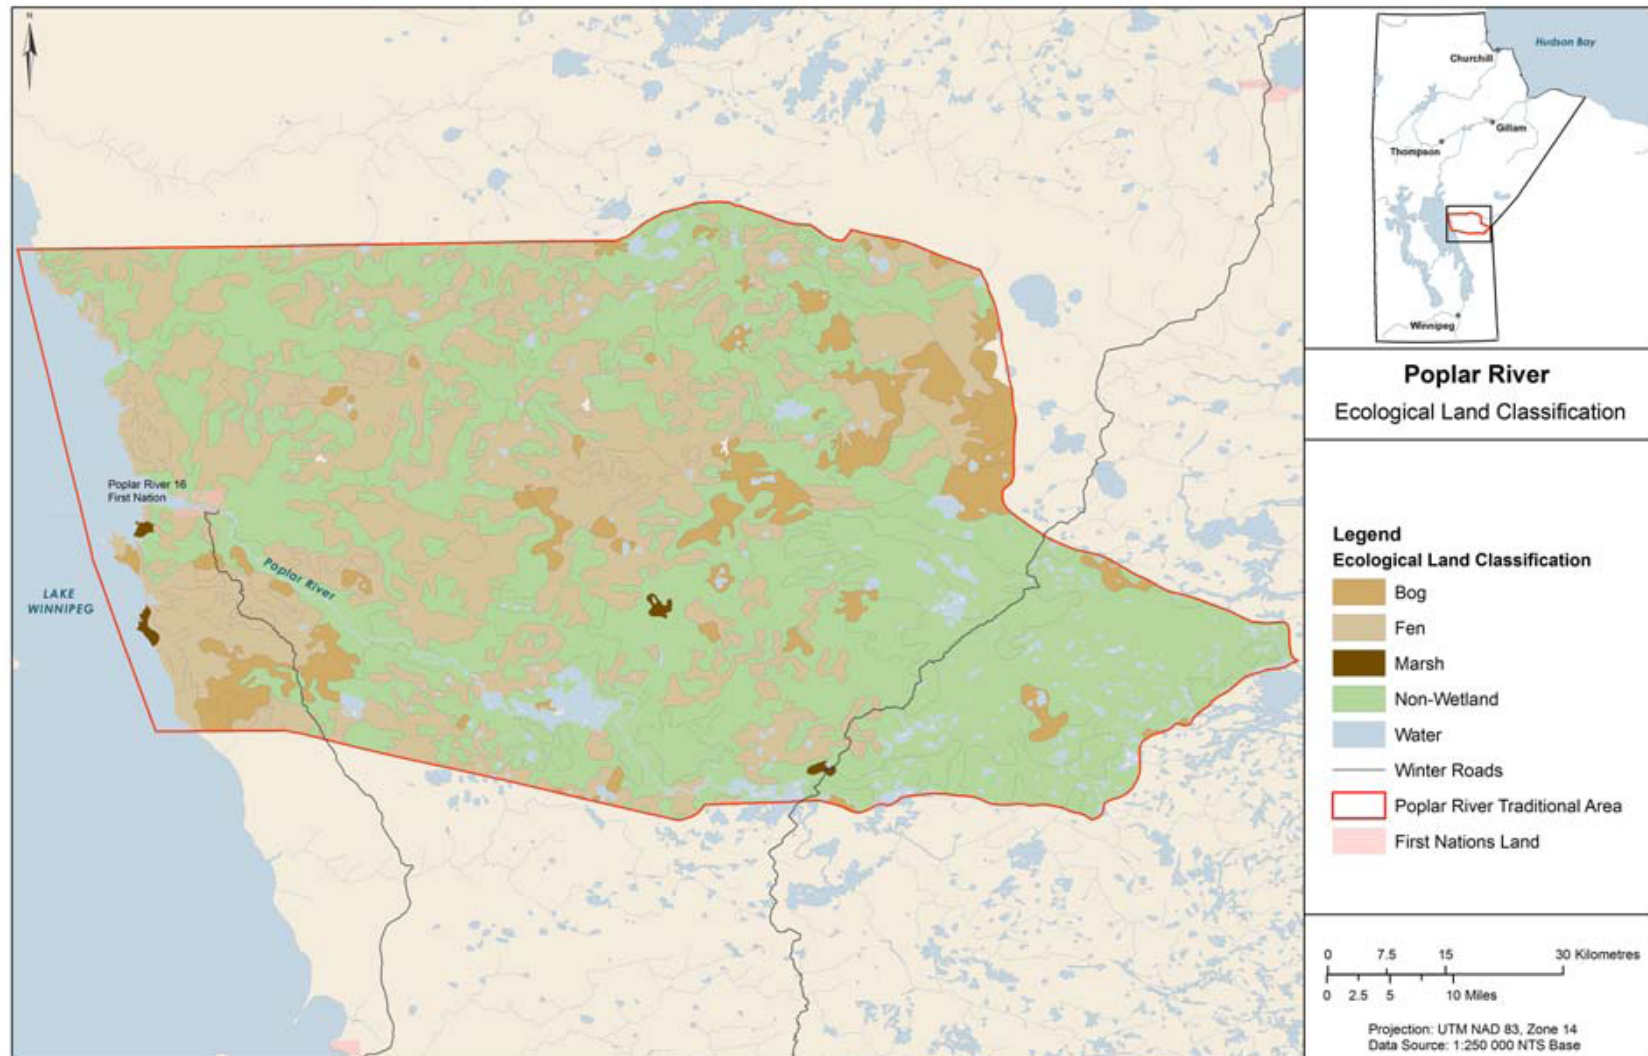 N
Poplar River 16
First Nation
Poplar River
LAKE
WINNIPEG
Hudson Bay
Churchill
Gillam
Thompson
Winnipeg
Poplar River
Ecological Land Classification
Legend
Ecological Land Classification
Bog
Fen
Marsh
Non-Wetland
Water
Winter Roads
Poplar River Traditional Area
First Nations Land
0 7.5 15 30 Kilometres
0 2.5 5 10 Miles
Projection: UTM NAD 83, Zone 14
Data Source: 1:250 000 NTS Base